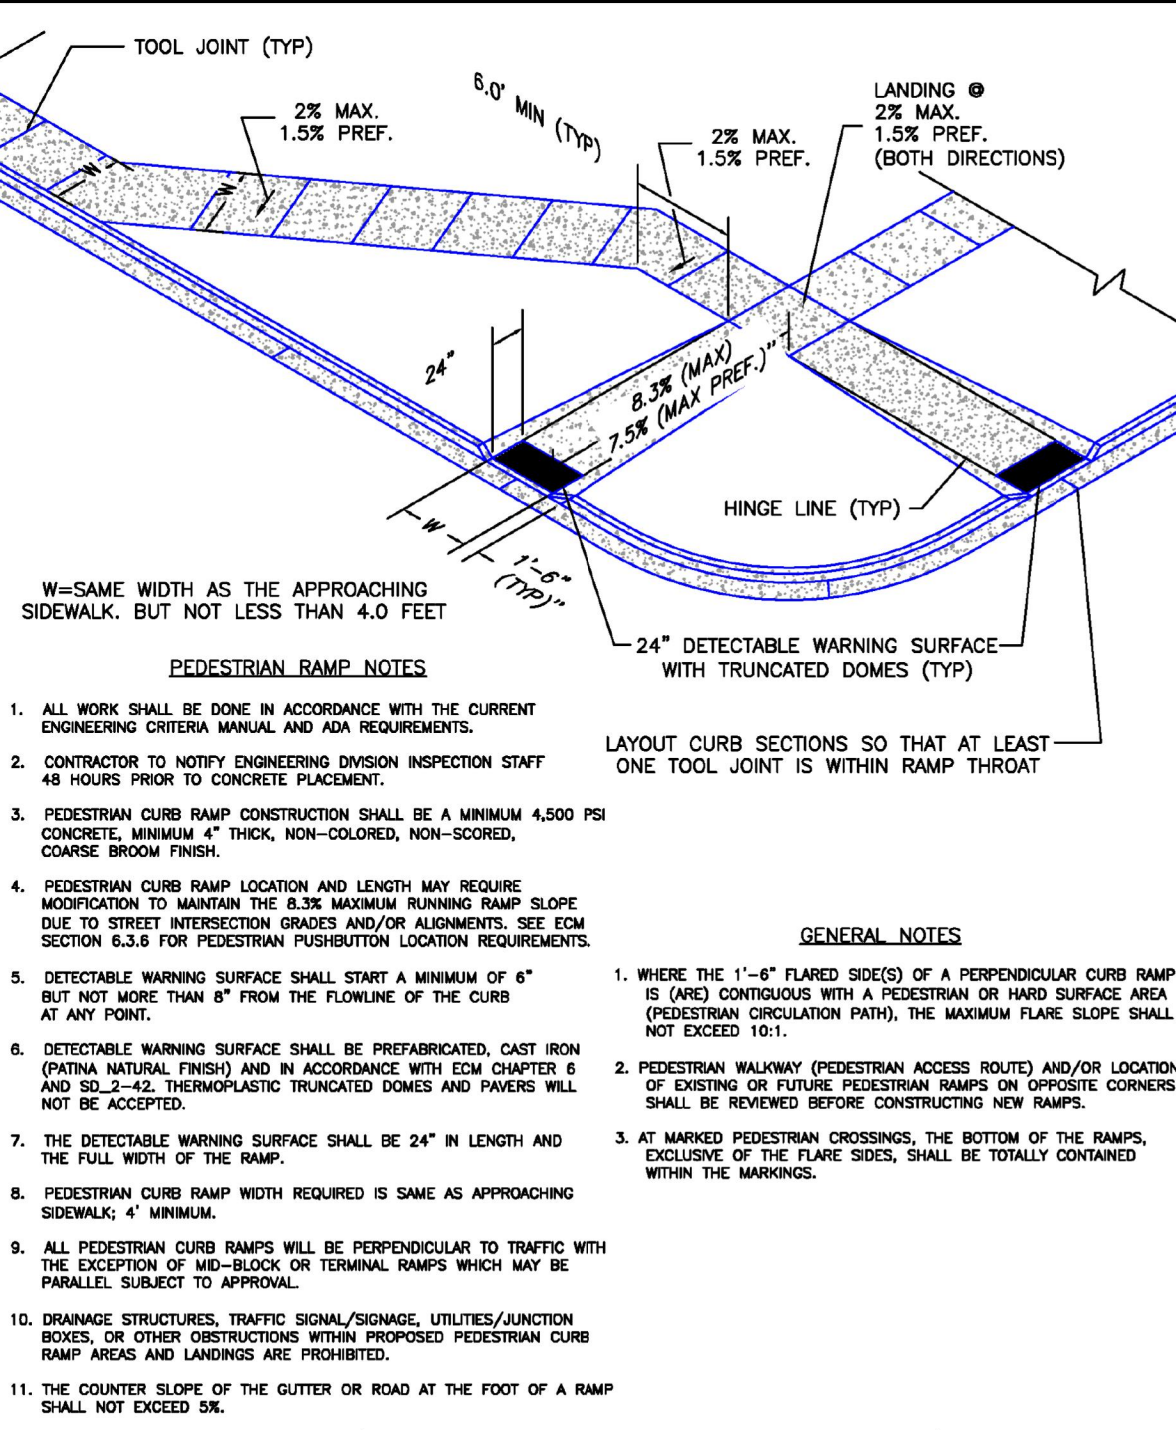 TOOL JOINT (TYP)
2% MAX.
1.5% PREF.
6.0' MIN (TYP)
2% MAX.
1.5% PREF.
LANDING @
2% MAX.
1.5% PREF.
(BOTH DIRECTIONS)
W
W
24"
8.3% (MAX)
7.5% (MAX PREF.)"
HINGE LINE (TYP)
W
1'-6"
(TYP)"
W=SAME WIDTH AS THE APPROACHING
SIDEWALK. BUT NOT LESS THAN 4.0 FEET
24" DETECTABLE WARNING SURFACE
WITH TRUNCATED DOMES (TYP)
LAYOUT CURB SECTIONS SO THAT AT LEAST
ONE TOOL JOINT IS WITHIN RAMP THROAT
PEDESTRIAN RAMP NOTES
1. ALL WORK SHALL BE DONE IN ACCORDANCE WITH THE CURRENT
ENGINEERING CRITERIA MANUAL AND ADA REQUIREMENTS.
2. CONTRACTOR TO NOTIFY ENGINEERING DIVISION INSPECTION STAFF
48 HOURS PRIOR TO CONCRETE PLACEMENT.
3. PEDESTRIAN CURB RAMP CONSTRUCTION SHALL BE A MINIMUM 4,500 PSI
CONCRETE, MINIMUM 4" THICK, NON-COLORED, NON-SCORED,
COARSE BROOM FINISH.
4. PEDESTRIAN CURB RAMP LOCATION AND LENGTH MAY REQUIRE
MODIFICATION TO MAINTAIN THE 8.3% MAXIMUM RUNNING RAMP SLOPE
DUE TO STREET INTERSECTION GRADES AND/OR ALIGNMENTS. SEE ECM
SECTION 6.3.6 FOR PEDESTRIAN PUSHBUTTON LOCATION REQUIREMENTS.
5. DETECTABLE WARNING SURFACE SHALL START A MINIMUM OF 6"
BUT NOT MORE THAN 8" FROM THE FLOWLINE OF THE CURB
AT ANY POINT.
6. DETECTABLE WARNING SURFACE SHALL BE PREFABRICATED, CAST IRON
(PATINA NATURAL FINISH) AND IN ACCORDANCE WITH ECM CHAPTER 6
AND SD_2-42. THERMOPLASTIC TRUNCATED DOMES AND PAVERS WILL
NOT BE ACCEPTED.
7. THE DETECTABLE WARNING SURFACE SHALL BE 24" IN LENGTH AND
THE FULL WIDTH OF THE RAMP.
8. PEDESTRIAN CURB RAMP WIDTH REQUIRED IS SAME AS APPROACHING
SIDEWALK; 4' MINIMUM.
9. ALL PEDESTRIAN CURB RAMPS WILL BE PERPENDICULAR TO TRAFFIC WITH
THE EXCEPTION OF MID-BLOCK OR TERMINAL RAMPS WHICH MAY BE
PARALLEL SUBJECT TO APPROVAL.
10. DRAINAGE STRUCTURES, TRAFFIC SIGNAL/SIGNAGE, UTILITIES/JUNCTION
BOXES, OR OTHER OBSTRUCTIONS WITHIN PROPOSED PEDESTRIAN CURB
RAMP AREAS AND LANDINGS ARE PROHIBITED.
11. THE COUNTER SLOPE OF THE GUTTER OR ROAD AT THE FOOT OF A RAMP
SHALL NOT EXCEED 5%.
GENERAL NOTES
1. WHERE THE 1'-6" FLARED SIDE(S) OF A PERPENDICULAR CURB RAMP
IS (ARE) CONTIGUOUS WITH A PEDESTRIAN OR HARD SURFACE AREA
(PEDESTRIAN CIRCULATION PATH), THE MAXIMUM FLARE SLOPE SHALL
NOT EXCEED 10:1.
2. PEDESTRIAN WALKWAY (PEDESTRIAN ACCESS ROUTE) AND/OR LOCATION
OF EXISTING OR FUTURE PEDESTRIAN RAMPS ON OPPOSITE CORNERS
SHALL BE REVIEWED BEFORE CONSTRUCTING NEW RAMPS.
3. AT MARKED PEDESTRIAN CROSSINGS, THE BOTTOM OF THE RAMPS,
EXCLUSIVE OF THE FLARE SIDES, SHALL BE TOTALLY CONTAINED
WITHIN THE MARKINGS.